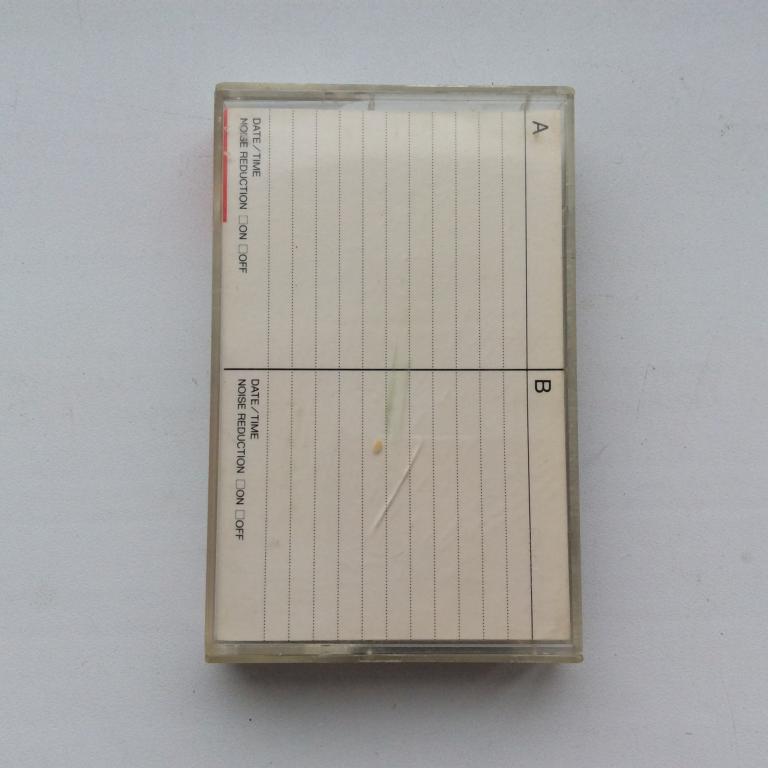 A
DATE/TIME
NOISE REDUCTION □ON □OFF
B
DATE/TIME
NOISE REDUCTION □ON □OFF